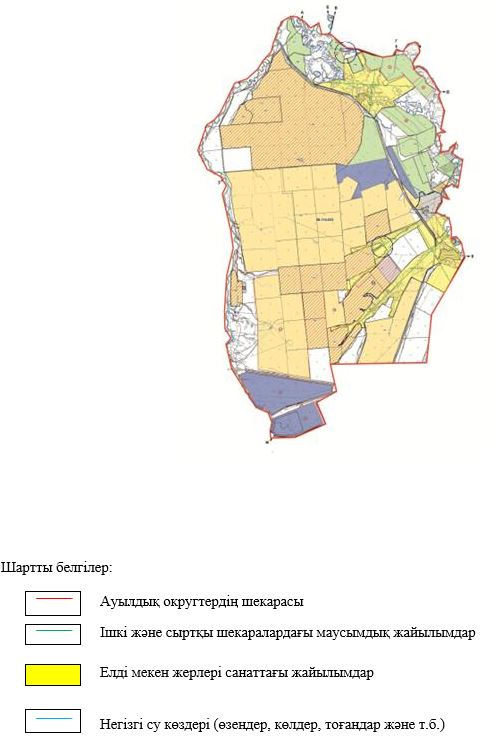 Шартты белгілер:
Ауылдық округтердің шекарасы
Ішкі және сыртқы шекаралардағы маусымдық жайылымдар
Елді мекен жерлері санаттағы жайылымдар
Негізгі су көздері (өзендер, көлдер, тоғандар және т.б.)